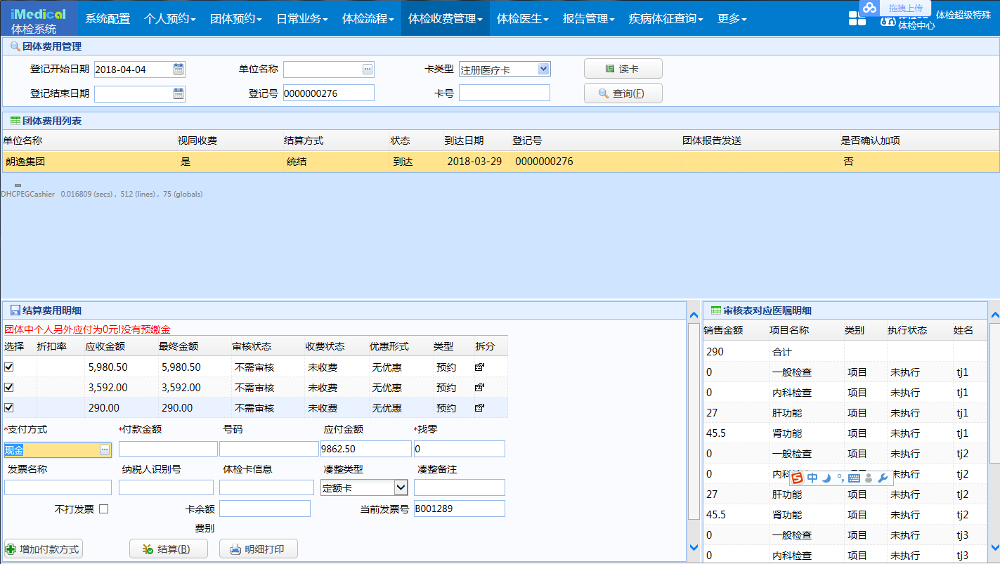 iMedical
体检系统
系统配置 个人预约 团体预约 日常业务 体检流程 体检收费管理 体检医生 报告管理 疾病体征查询 更多
拖拽上传
体检超级特殊
体检中心
团体费用管理
登记开始日期 2018-04-04 单位名称 卡类型 注册医疗卡 读卡
登记结束日期 登记号 0000000276 卡号 查询(F)
团体费用列表
单位名称 视同收费 结算方式 状态 到达日期 登记号 团体报告发送 是否确认加项
朗逸集团 是 统结 到达 2018-03-29 0000000276 否
DHCPEGCashier 0.016809 (secs) , 512 (lines) , 75 (globals)
结算费用明细
团体中个人另外应付为0元!没有预缴金
选择 折扣率 应收金额 最终金额 审核状态 收费状态 优惠形式 类型 拆分
5,980.50 5,980.50 不需审核 未收费 无优惠 预约
3,592.00 3,592.00 不需审核 未收费 无优惠 预约
290.00 290.00 不需审核 未收费 无优惠 预约
*支付方式 *付款金额 号码 应付金额 *找零
现金 9862.50 0
发票名称 纳税人识别号 体检卡信息 凑整类型 凑整备注
定额卡
不打发票 卡余额 当前发票号 B001289
费别
增加付款方式 结算(B) 明细打印
审核表对应医嘱明细
销售金额 项目名称 类别 执行状态 姓名
290 合计
0 一般检查 项目 未执行 tj1
0 内科检查 项目 未执行 tj1
27 肝功能 项目 未执行 tj1
45.5 肾功能 项目 未执行 tj1
0 一般检查 项目 未执行 tj2
0 内科 未执行 tj2
中
27 肝功能 项目 未执行 tj2
45.5 肾功能 项目 未执行 tj2
0 一般检查 项目 未执行 tj3
0 内科检查 项目 未执行 tj3